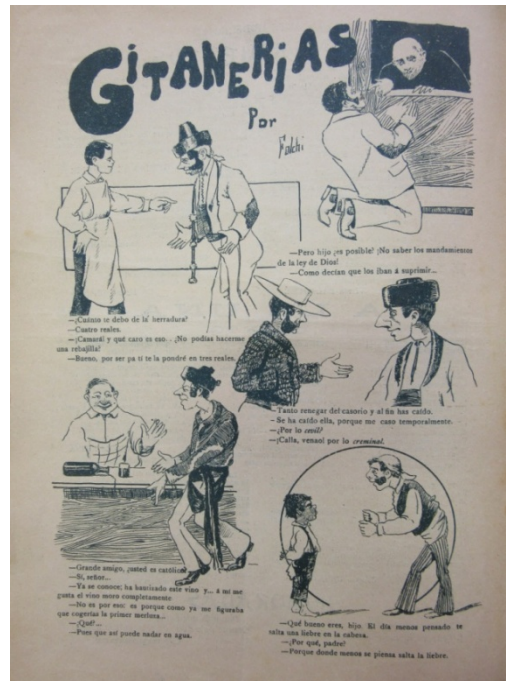 GITANERIAS
Por
Folchi
—Pero hijo ¿es posible? ¡No saber los mandamientos
de la ley de Dios!
—Como decían que los iban á suprimir...
—¿Cuánto te debo de la herradura?
—Cuatro reales.
—¡Camará! y qué caro es eso. . ¿No podías hacerme
una rebajilla?
—Bueno, por ser pa ti te la pondré en tres reales.
—Tanto renegar del casorio y al fin has caído.
—Se ha caído ella, porque me caso temporalmente.
—¿Por lo cevil?
—¡Calla, venao! por lo creminal.
—Grande amigo, ¿usted es católico?
—Sí, señor...
—Ya se conoce; ha bauticado este vino y... á mí me
gusta el vino moro completamente
—No es por eso: es porque como ya me figuraba
que cogerías la primer merluza...
—¿Qué?...
—Pues que así puede nadar en agua.
—Qué bueno eres, hijo. El día menos pensado te
salta una liebre en la cabeza.
—¿Por qué, padre?
—Porque donde menos se piensa salta la liebre.